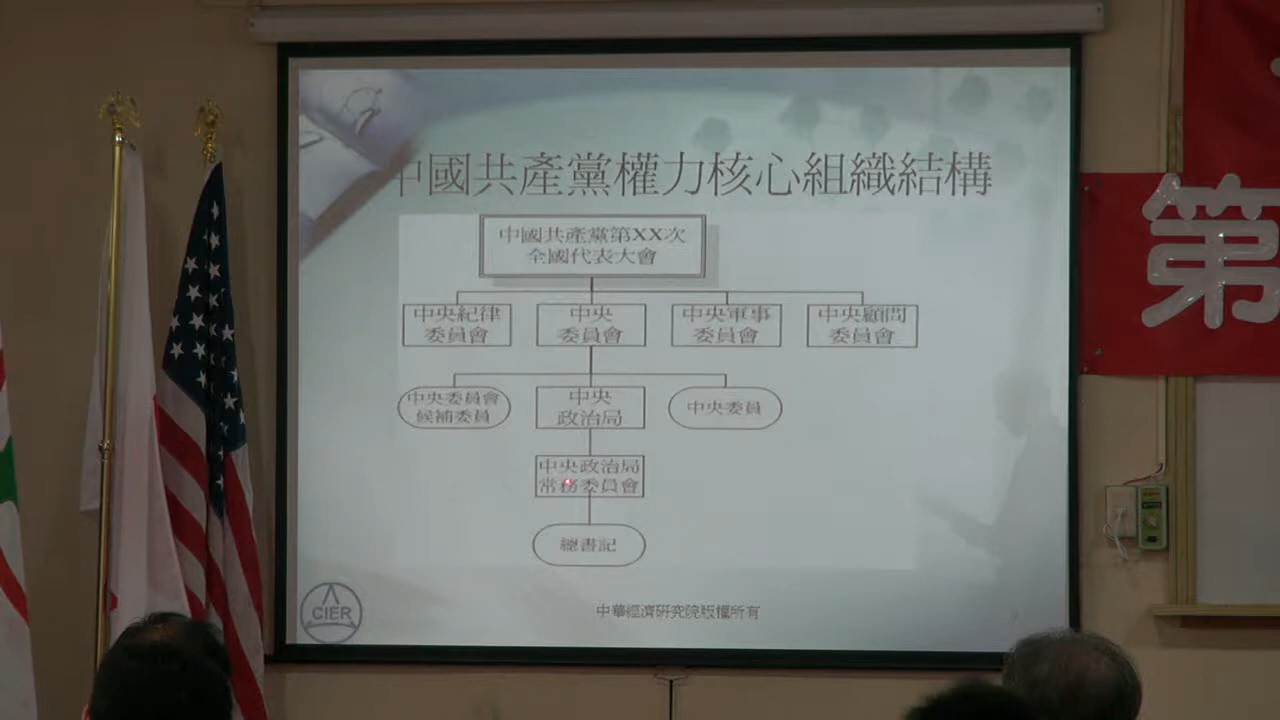 中國共產黨權力核心組織結構
中國共產黨第XX次
全國代表大會
中央紀律
委員會
中央
委員會
中央軍事
委員會
中央顧問
委員會
中央委員會
候補委員
中央
政治局
中央委員
中央政治局
常務委員會
總書記
CIER
中華經濟研究院版權所有
第